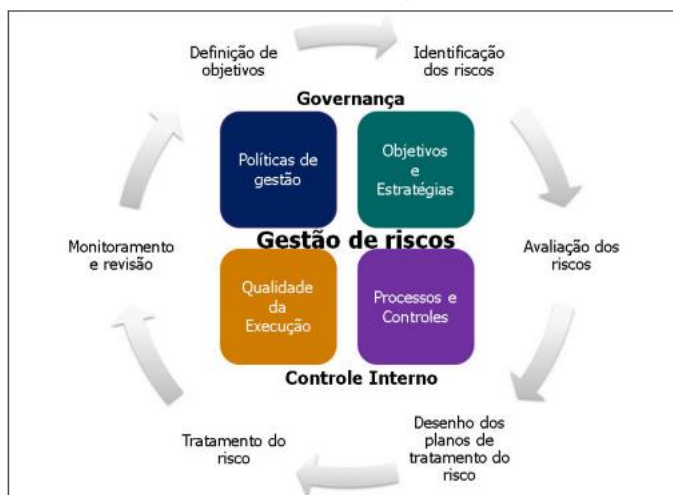 Definição de
objetivos
Identificação
dos riscos
Governança
Políticas de
gestão
Objetivos
e
Estratégias
Gestão de riscos
Monitoramento
e revisão
Avaliação dos
riscos
Qualidade
da
Execução
Processos e
Controles
Controle Interno
Tratamento do
risco
Desenho dos
planos de
tratamento do
risco